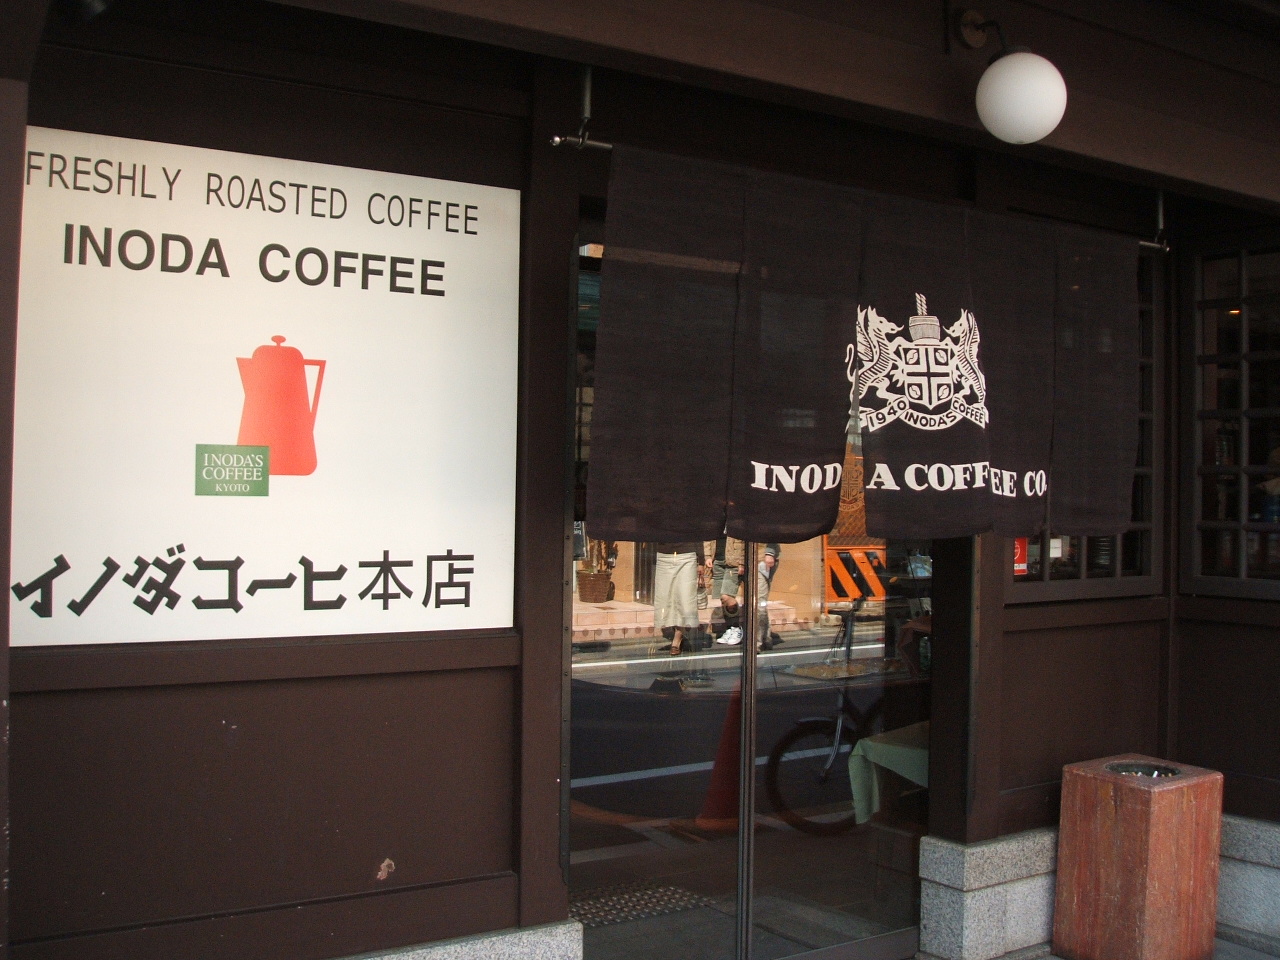 FRESHLY ROASTED COFFEE
INODA COFFEE
INODA'S
COFFEE
KYOTO
イノダコーヒ本店
1940 INODA'S COFFEE
INODA COFFEE CO.